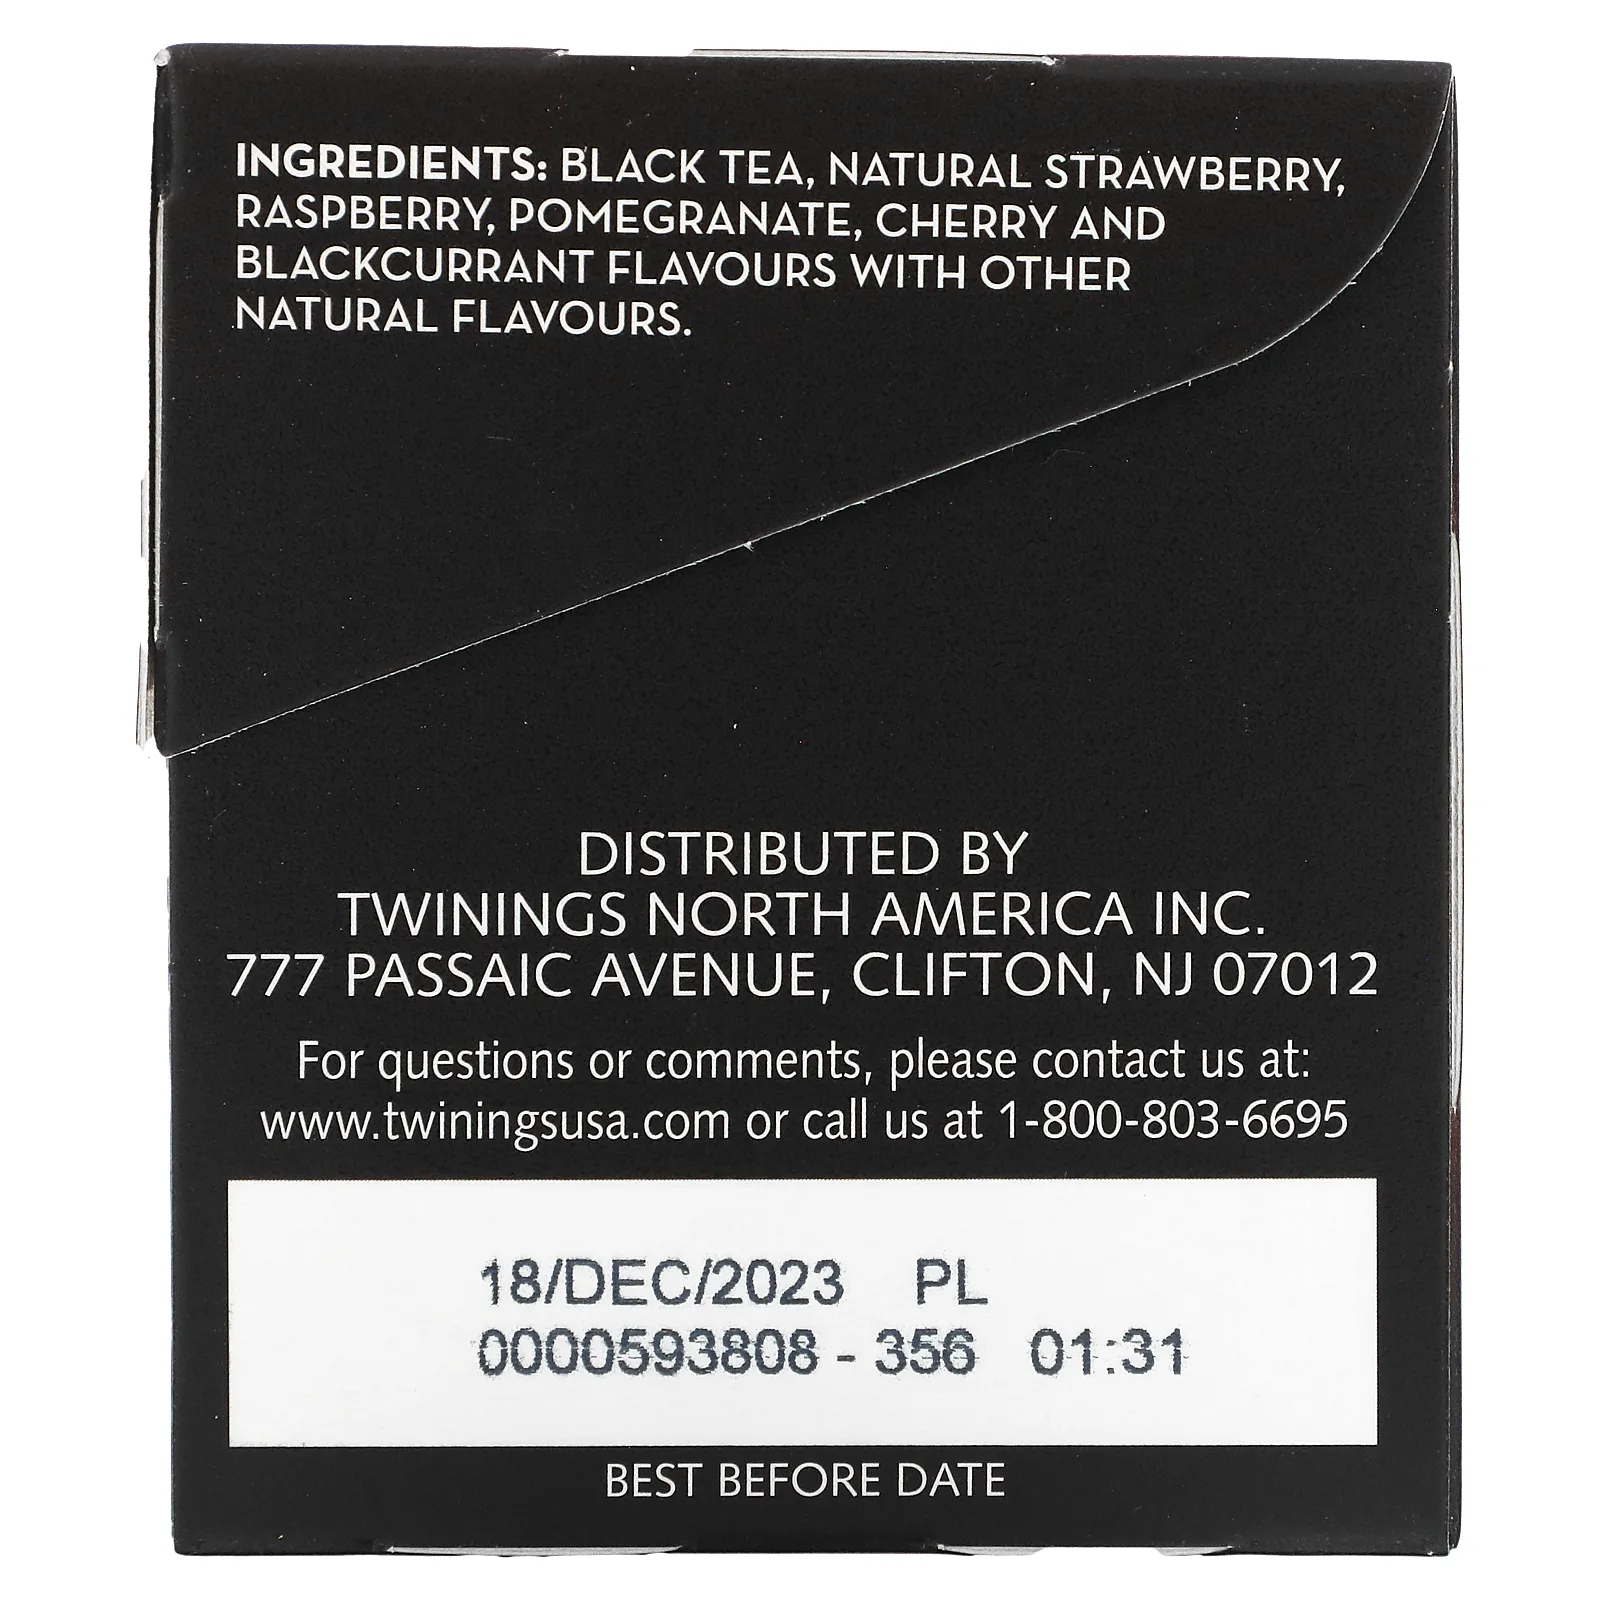 INGREDIENTS: BLACK TEA, NATURAL STRAWBERRY,
RASPBERRY, POMEGRANATE, CHERRY AND
BLACKCURRANT FLAVOURS WITH OTHER
NATURAL FLAVOURS.
DISTRIBUTED BY
TWININGS NORTH AMERICA INC.
777 PASSAIC AVENUE, CLIFTON, NJ 07012
For questions or comments, please contact us at:
www.twiningsusa.com or call us at 1-800-803-6695
18/DEC/2023 PL
0000593808 - 356 01:31
BEST BEFORE DATE